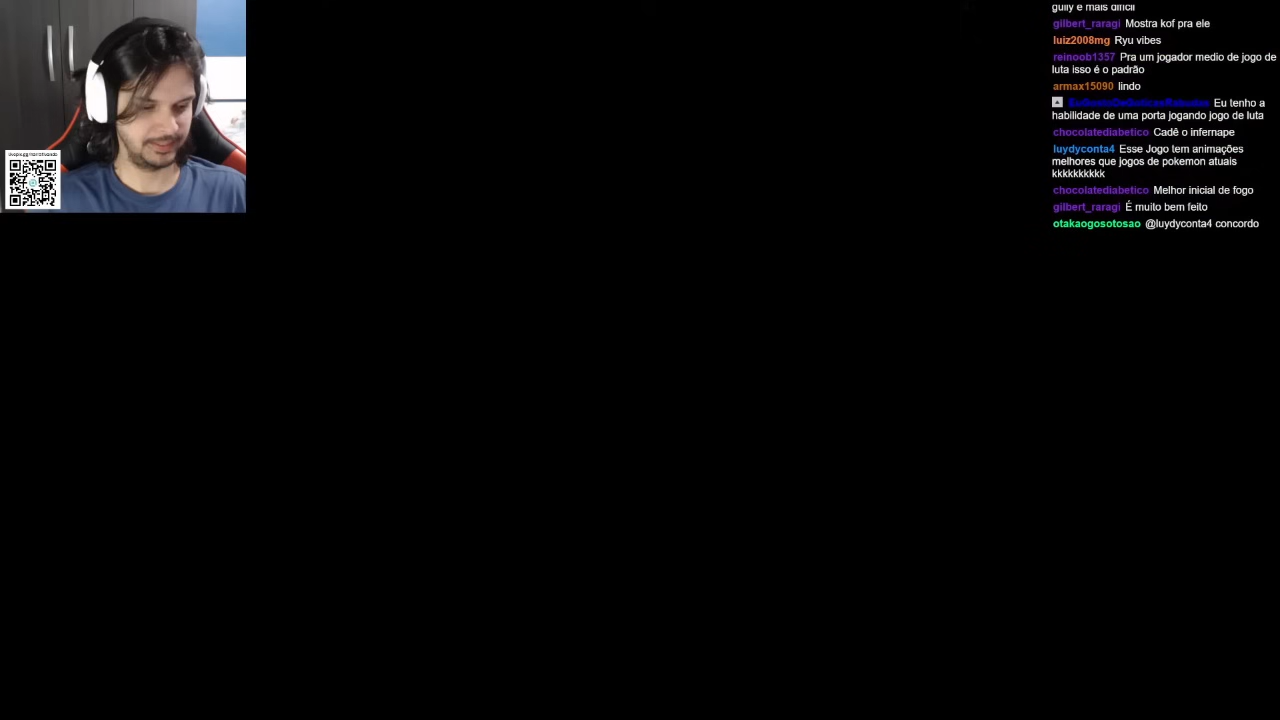 guily é mais dificil
gilbert_raragi Mostra kof pra ele
luiz2008mg Ryu vibes
reinoob1357 Pra um jogador medio de jogo de
luta isso é o padrão
armax15090 lindo
Eu tenho a
habilidade de uma porta jogando jogo de luta
chocolatediabetico Cadê o infernape
luydyconta4 Esse Jogo tem animações
melhores que jogos de pokemon atuais
kkkkkkkkkk
chocolatediabetico Melhor inicial de fogo
gilbert_raragi É muito bem feito
otakaogosotosao @luydyconta4 concordo